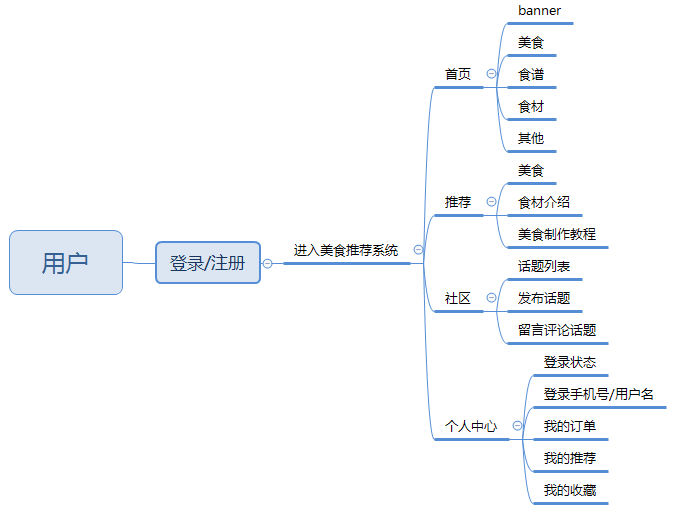 用户
登录/注册
进入美食推荐系统
首页
banner
美食
食谱
食材
其他
推荐
美食
食材介绍
美食制作教程
社区
话题列表
发布话题
留言评论话题
个人中心
登录状态
登录手机号/用户名
我的订单
我的推荐
我的收藏